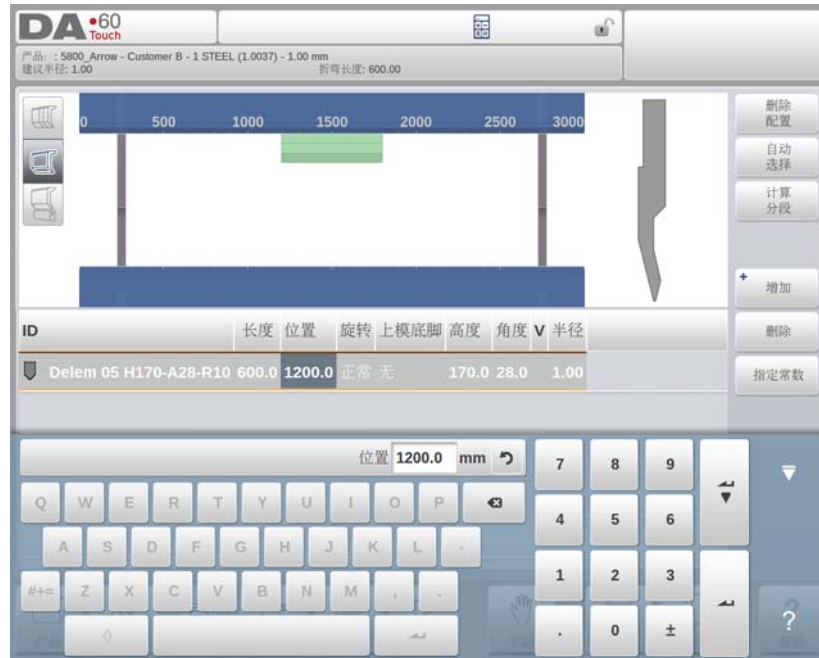 DA•60
Touch
产品: : 5800_Arrow - Customer B - 1 STEEL (1.0037) - 1.00 mm
建议半径: 1.00 折弯长度: 600.00
0 500 1000 1500 2000 2500 3000
删除
配置
自动
选择
计算
分段
+ 增加
ID 长度 位置 旋转 上模底脚 高度 角度 V 半径
删除
Delem 05 H170-A28-R10 600.0 1200.0 正常 无 170.0 28.0 1.00
指定常数
位置 1200.0 mm
7 8 9
Q W E R T Y U I O P
4 5 6
A S D F G H J K L -
1 2 3
#+= Z X C V B N M , .
. 0 ±
?